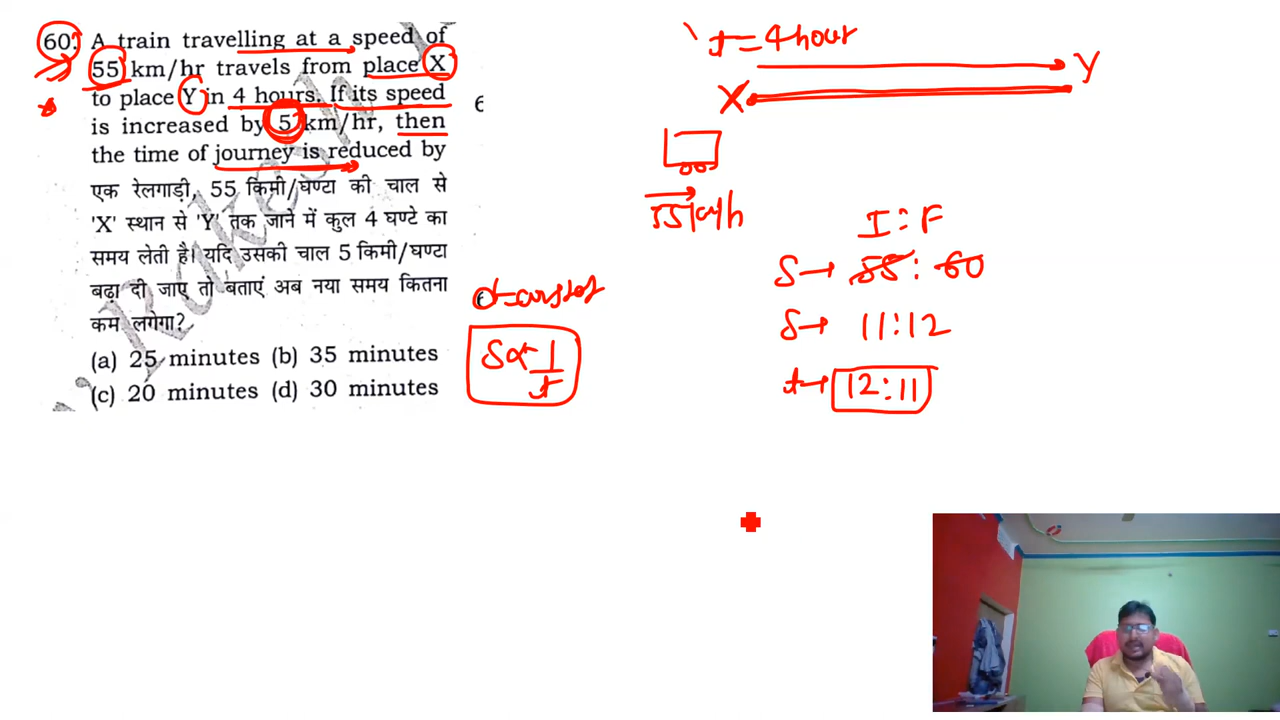 60. A train travelling at a speed of
55 km/hr travels from place X
to place Y in 4 hours. If its speed
is increased by 5 km/hr, then
the time of journey is reduced by
एक रेलगाड़ी, 55 किमी/घण्टा की चाल से
'X' स्थान से 'Y' तक जाने में कुल 4 घण्टे का
समय लेती है। यदि उसकी चाल 5 किमी/घण्टा
बढ़ा दी जाए तो बताएं अब नया समय कितना
कम लगेगा?
(a) 25 minutes (b) 35 minutes
(c) 20 minutes (d) 30 minutes
6
S ∝ 1/t
t = 4 hour
X Y
I : F
S → 55 : 60
S → 11 : 12
t → 12 : 11